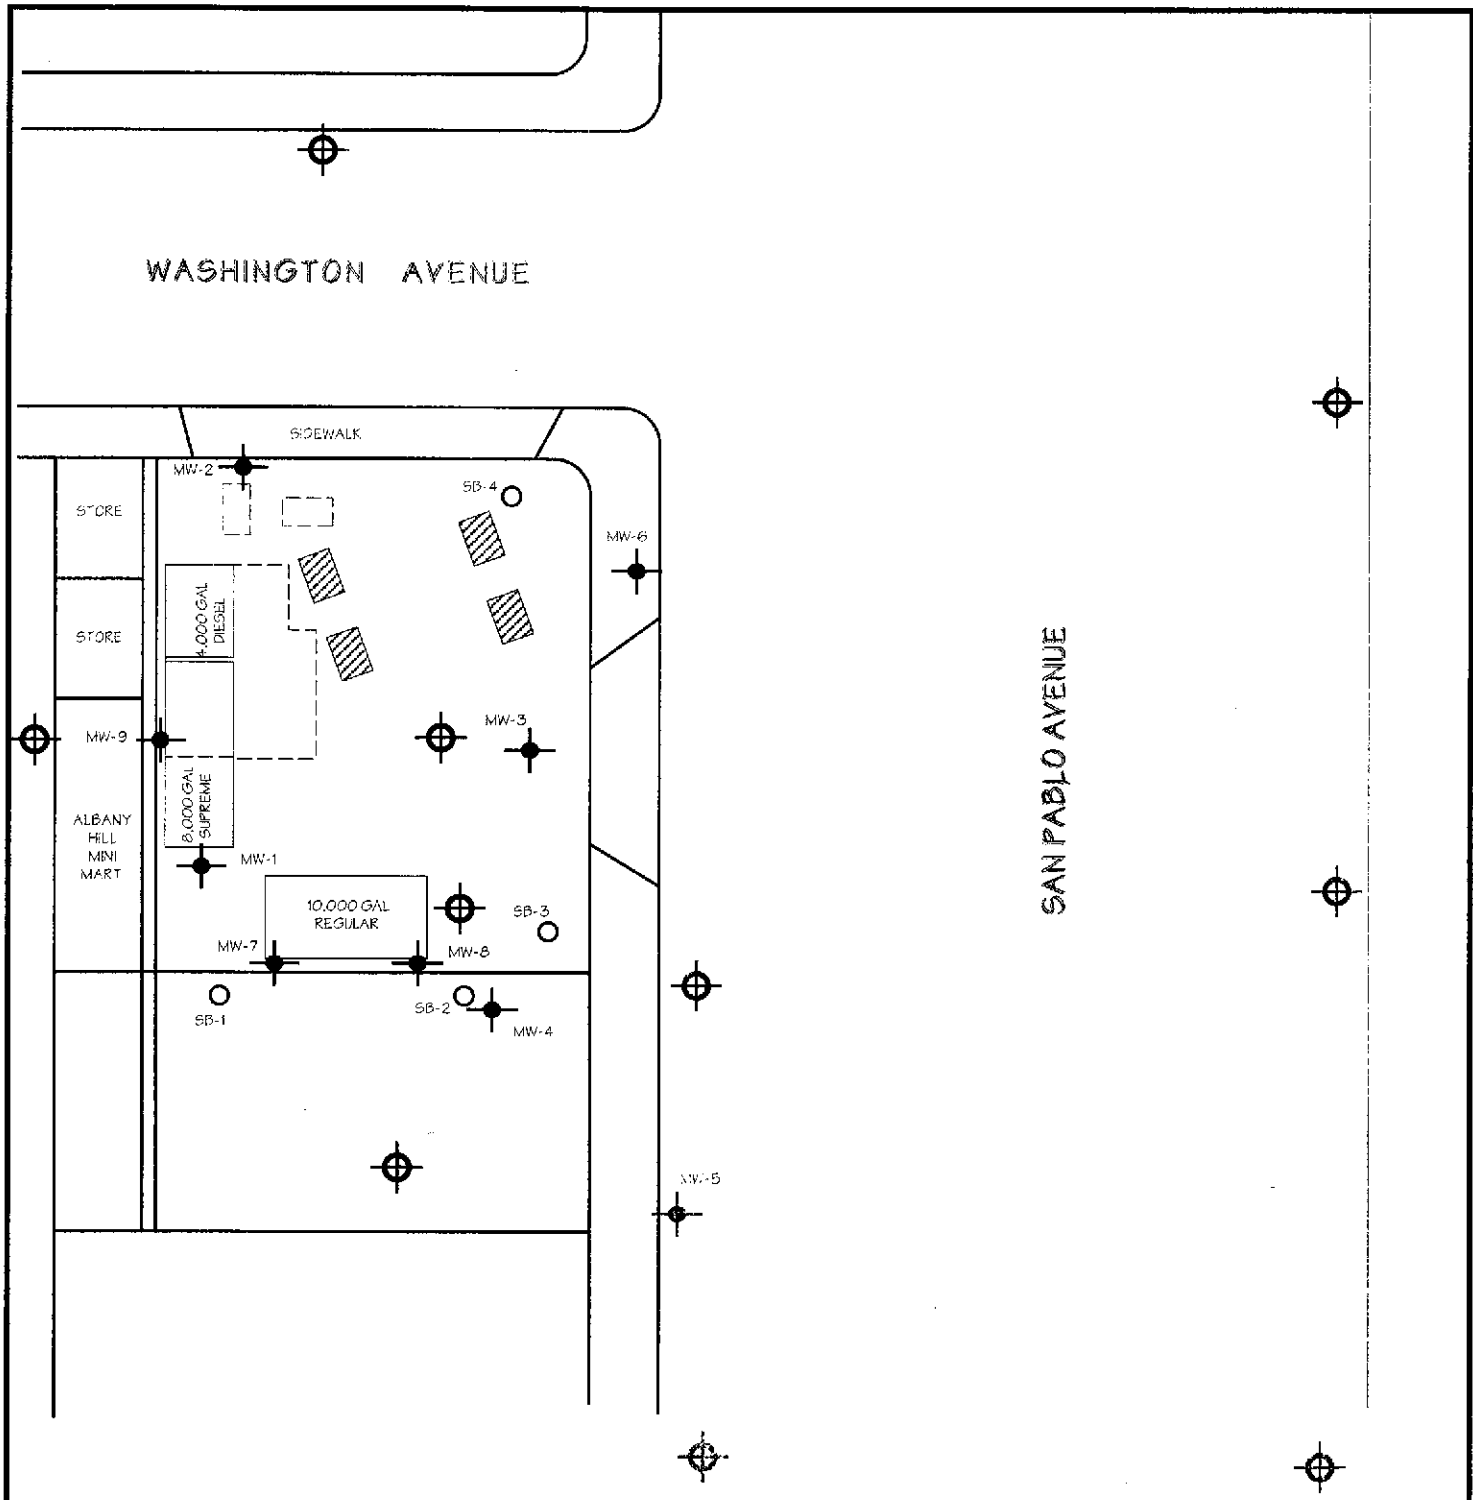 WASHINGTON AVENUE
SIDEWALK
MW-2
SB-4
STORE
MW-6
4,000 GAL
DIESEL
STORE
SAN PABLO AVENUE
MW-3
MW-9
8,000 GAL
SUPREME
ALBANY
HILL
MINI
MART
MW-1
10,000 GAL
REGULAR
SB-3
MW-7
MW-8
SB-1
SB-2
MW-4
MW-5